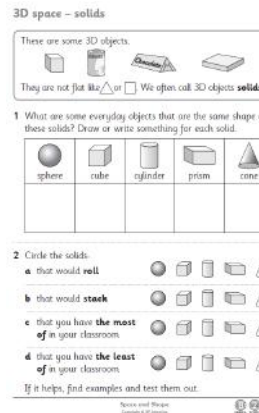 3D space – solids
These are some 3D objects.
Chocolate
They are not flat like or . We often call 3D objects solid
1 What are some everyday objects that are the same shape
these solids? Draw or write something for each solid.
sphere cube cylinder prism cone
2 Circle the solids:
a that would roll
b that would stack
c that you have the most
of in your classroom
d that you have the least
of in your classroom
If it helps, find examples and test them out.
Space and Shape